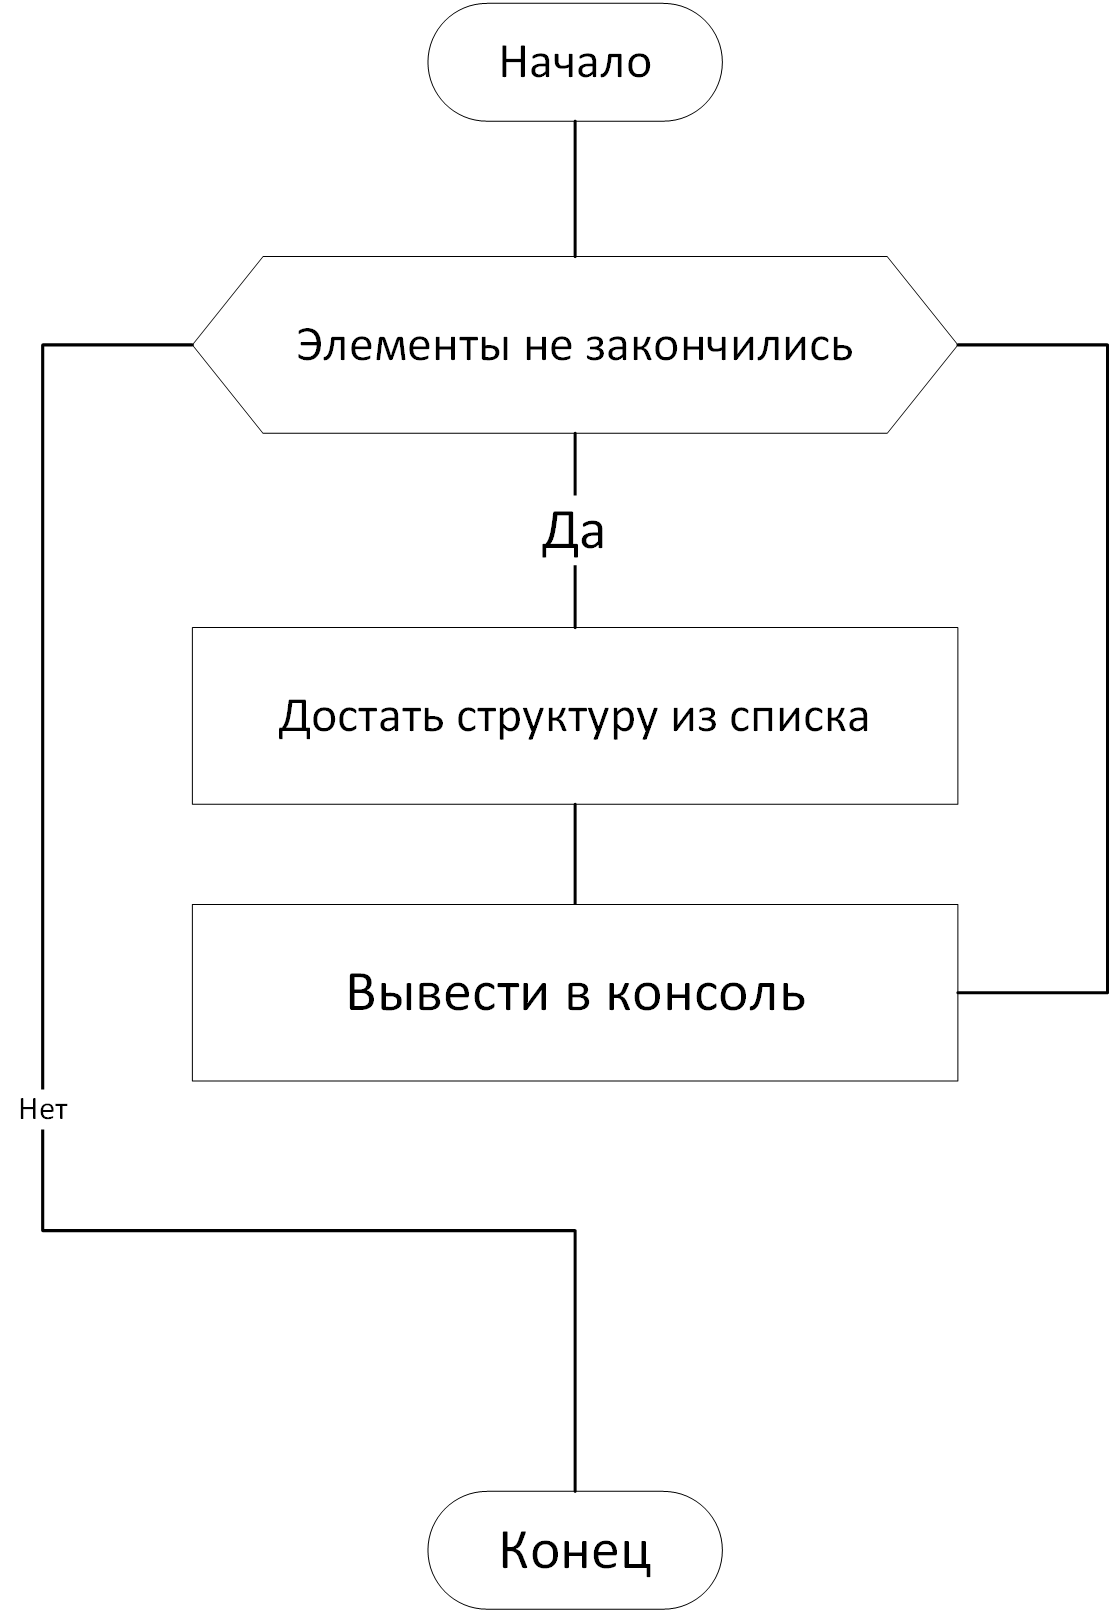 Начало
Элементы не закончились
Да
Достать структуру из списка
Вывести в консоль
Нет
Конец